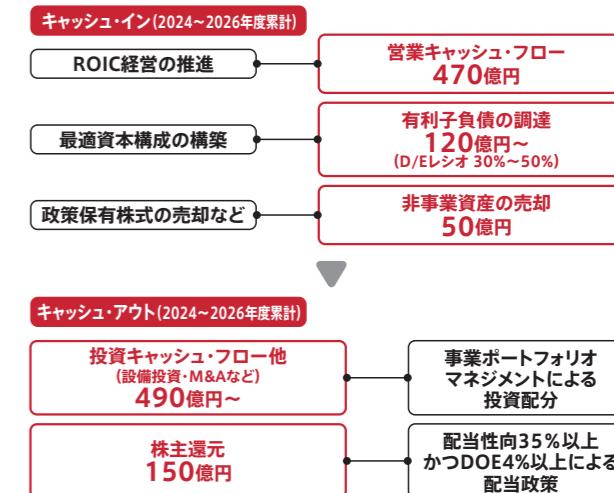 キャッシュ・イン(2024～2026年度累計)
ROIC経営の推進
営業キャッシュ・フロー
470億円
最適資本構成の構築
有利子負債の調達
120億円～
(D/Eレシオ 30%～50%)
政策保有株式の売却など
非事業資産の売却
50億円
キャッシュ・アウト(2024～2026年度累計)
投資キャッシュ・フロー他
(設備投資・M&Aなど)
490億円～
事業ポートフォリオ
マネジメントによる
投資配分
株主還元
150億円
配当性向35%以上
かつDOE4%以上による
配当政策